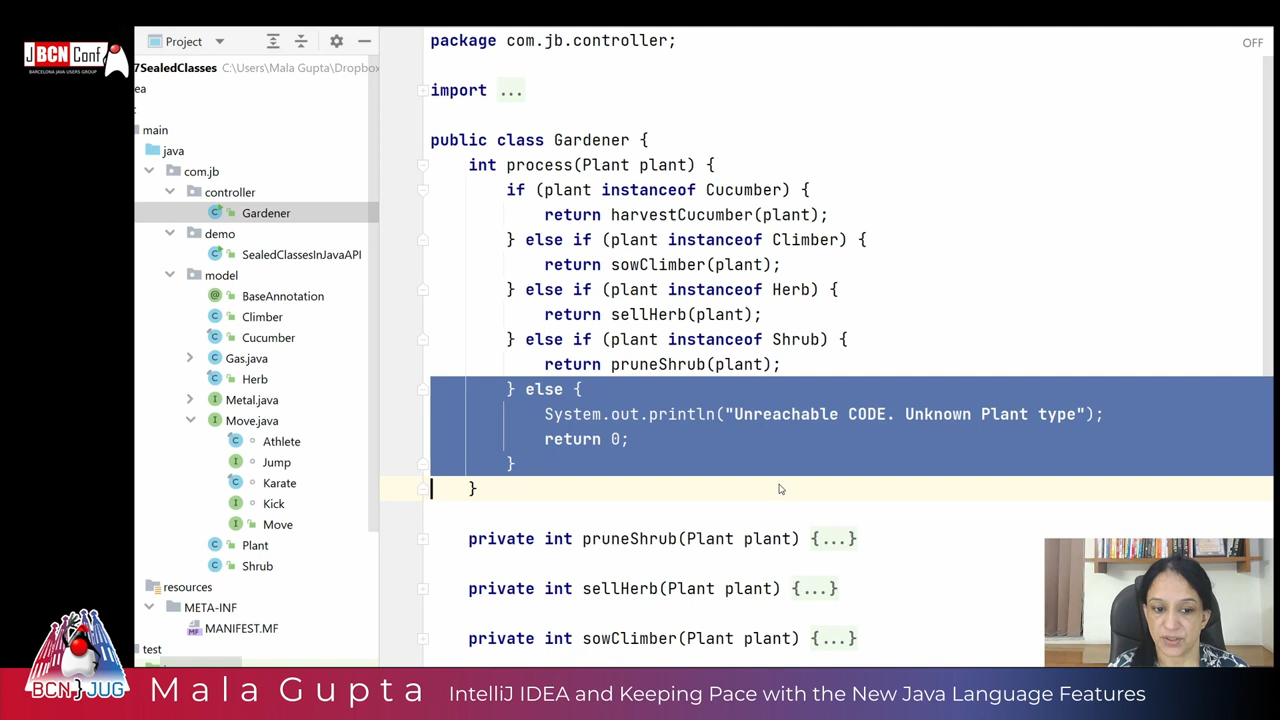 JBCNConf
BARCELONA JAVA USERS GROUP
Project
7SealedClasses C:\Users\Mala Gupta\Dropbox
ea
main
java
com.jb
controller
Gardener
demo
SealedClassesInJavaAPI
model
BaseAnnotation
Climber
Cucumber
Gas.java
Herb
Metal.java
Move.java
Athlete
Jump
Karate
Kick
Move
Plant
Shrub
resources
META-INF
MANIFEST.MF
test
package com.jb.controller;
OFF
import ...
public class Gardener {
int process(Plant plant) {
if (plant instanceof Cucumber) {
return harvestCucumber(plant);
} else if (plant instanceof Climber) {
return sowClimber(plant);
} else if (plant instanceof Herb) {
return sellHerb(plant);
} else if (plant instanceof Shrub) {
return pruneShrub(plant);
} else {
System.out.println("Unreachable CODE. Unknown Plant type");
return 0;
}
}
private int pruneShrub(Plant plant) {...}
private int sellHerb(Plant plant) {...}
private int sowClimber(Plant plant) {...}
BCN}JUG
Mala Gupta
IntelliJ IDEA and Keeping Pace with the New Java Language Features